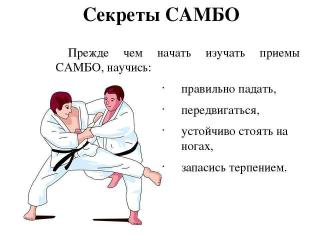 Секреты САМБО
Прежде чем начать изучать приемы
САМБО, научись:
· правильно падать,
· передвигаться,
· устойчиво стоять на
ногах,
· запасись терпением.